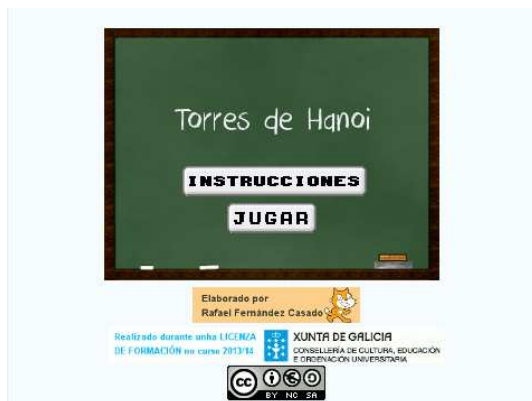 Torres de Hanoi
INSTRUCCIONES
JUGAR
Elaborado por
Rafael Fernández Casado
Realizado durante unha LICENZA
DE FORMACIÓN no curso 2013/14
XUNTA DE GALICIA
CONSELLERÍA DE CULTURA, EDUCACIÓN
E ORDENACIÓN UNIVERSITARIA
cc
BY NC SA